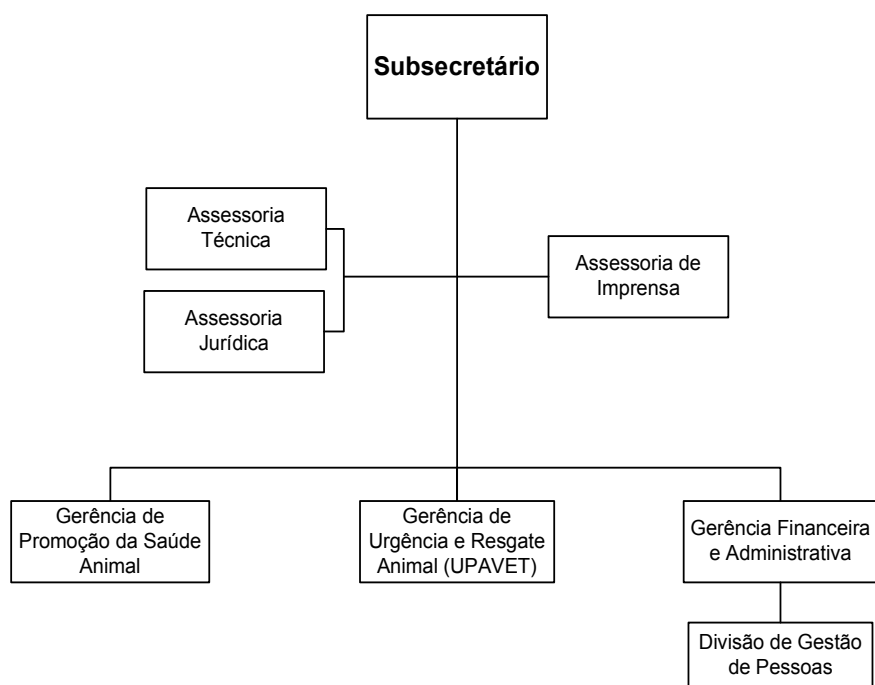 Subsecretário
Assessoria
Técnica
Assessoria de
Imprensa
Assessoria
Jurídica
Gerência de
Promoção da Saúde
Animal
Gerência de
Urgência e Resgate
Animal (UPAVET)
Gerência Financeira
e Administrativa
Divisão de Gestão
de Pessoas